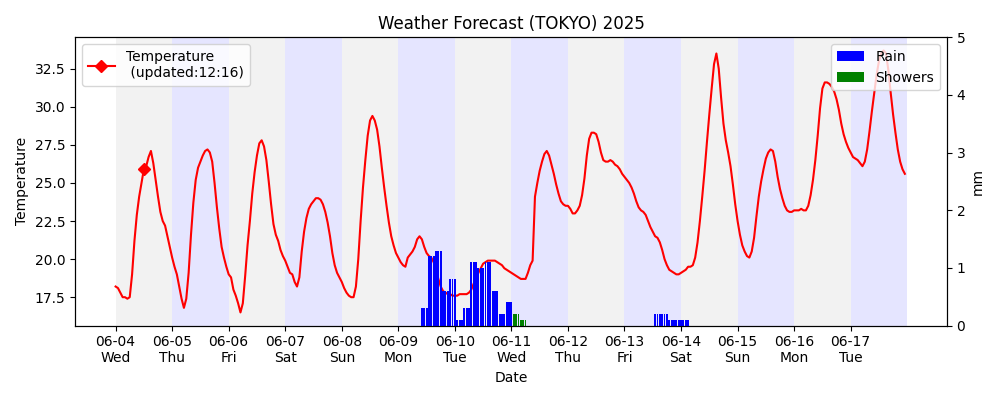 Weather Forecast (TOKYO) 2025
Temperature
(updated:12:16)
Rain
Showers
Temperature
32.5
30.0
27.5
25.0
22.5
20.0
17.5
5
4
3
2
1
0
mm
06-04 06-05 06-06 06-07 06-08 06-09 06-10 06-11 06-12 06-13 06-14 06-15 06-16 06-17
Wed Thu Fri Sat Sun Mon Tue Wed Thu Fri Sat Sun Mon Tue
Date